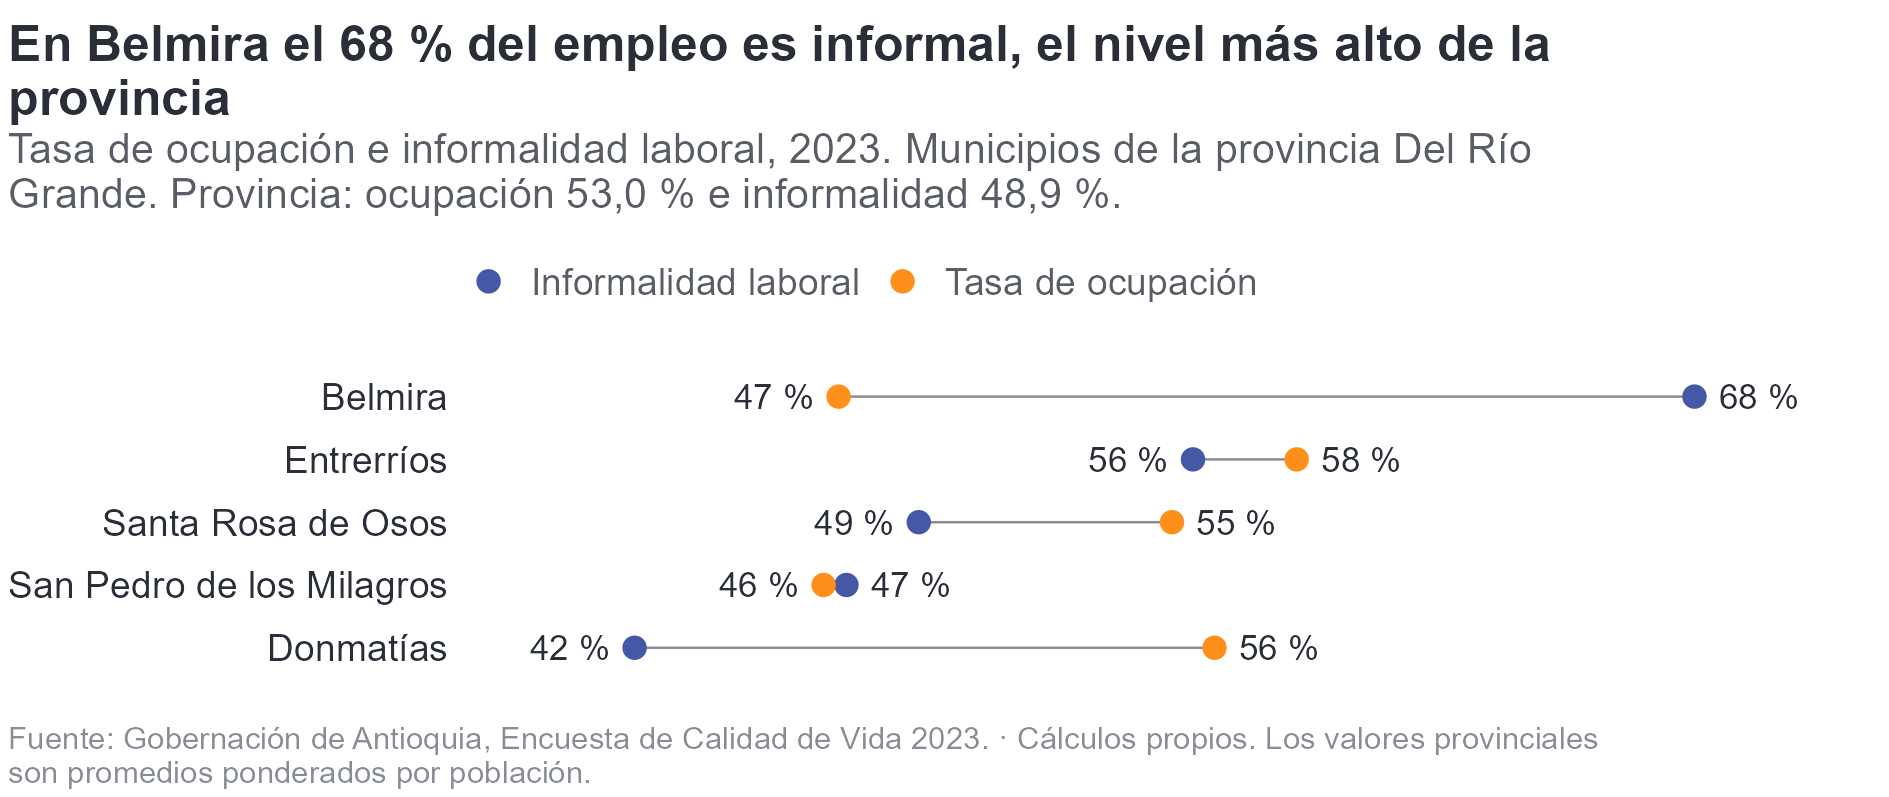 En Belmira el 68 % del empleo es informal, el nivel más alto de la
provincia
Tasa de ocupación e informalidad laboral, 2023. Municipios de la provincia Del Río
Grande. Provincia: ocupación 53,0 % e informalidad 48,9 %.
Informalidad laboral Tasa de ocupación
Belmira 47 % 68 %
Entrerríos 56 % 58 %
Santa Rosa de Osos 49 % 55 %
San Pedro de los Milagros 46 % 47 %
Donmatías 42 % 56 %
Fuente: Gobernación de Antioquia, Encuesta de Calidad de Vida 2023. · Cálculos propios. Los valores provinciales
son promedios ponderados por población.